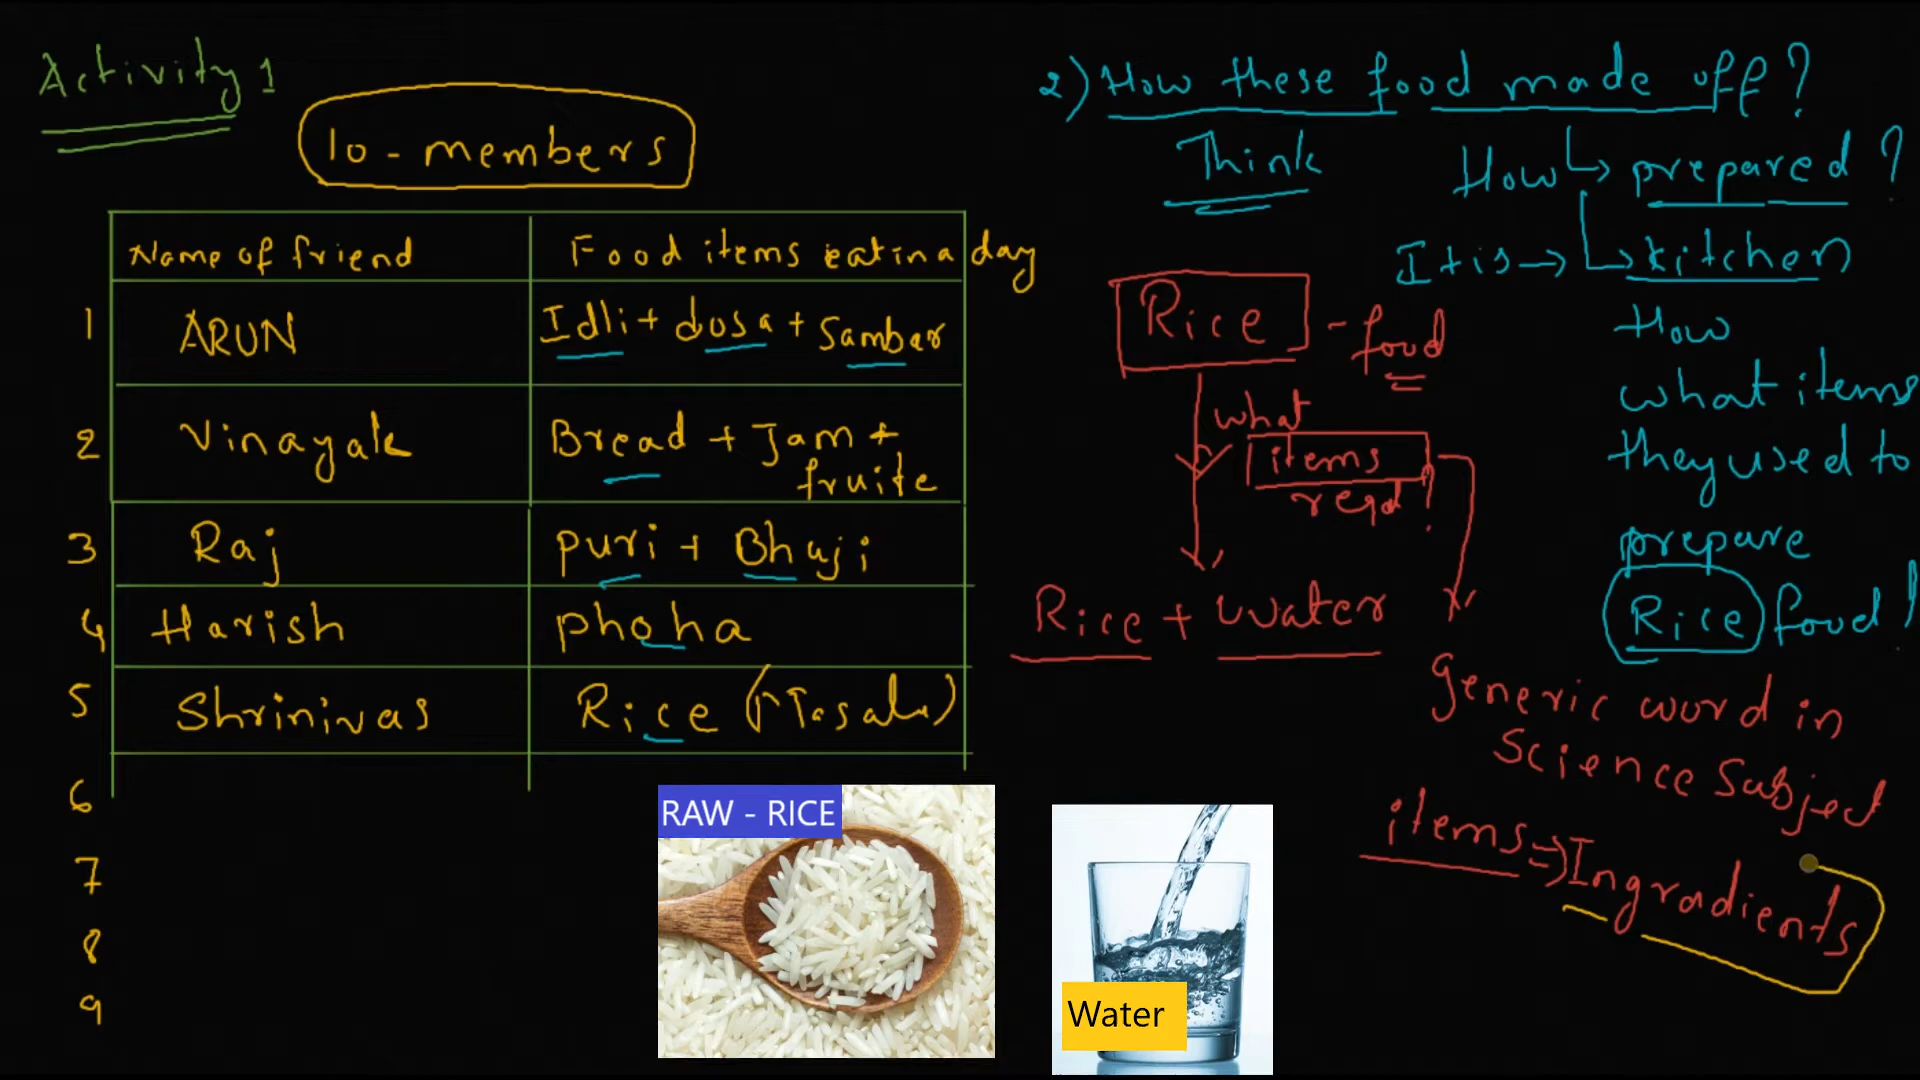 Activity 1
10 - members
Name of friend Food items eat in a day
1 ARUN Idli + dosa + Sambar
2 Vinayak Bread + Jam +
fruite
3 Raj puri + Bhaji
4 Harish phoha
5 Shrinivas Rice (Masala)
6
7
8
9
RAW - RICE
Water
2) How these food made off?
Think
How prepared?
It is → kitchen
Rice - food
what
items
reqd?
Rice + Water
How
what items
they used to
prepare
Rice food!
Generic word in
Science Subject
items ⇒ Ingradients